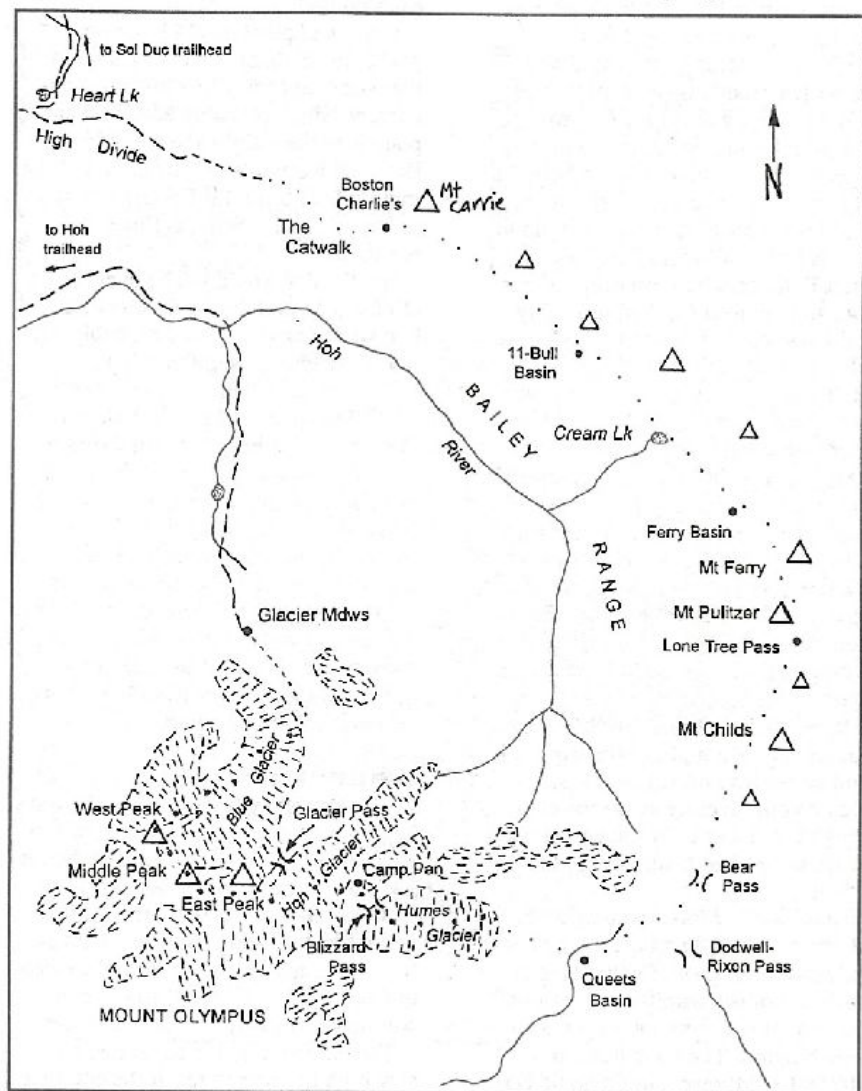 to Sol Duc trailhead
Heart Lk
High Divide
N
Boston
Charlie's
Mt
Carrie
The
Catwalk
to Hoh
trailhead
Hoh
River
11-Bull
Basin
BAILEY
RANGE
Cream Lk
Ferry Basin
Mt Ferry
Mt Pulitzer
Lone Tree Pass
Glacier Mdws
Mt Childs
Blue Glacier
Glacier Pass
West Peak
Middle Peak
East Peak
Hoh Glacier
Camp Pan
Humes
Glacier
Bear
Pass
Blizzard
Pass
Dodwell-
Rixon Pass
Queets
Basin
MOUNT OLYMPUS